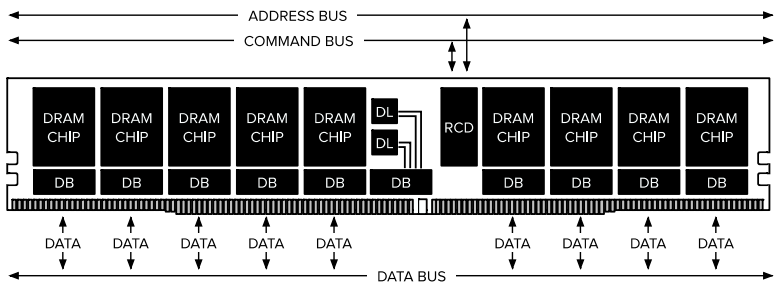 ADDRESS BUS
COMMAND BUS
DRAM CHIP
DRAM CHIP
DRAM CHIP
DRAM CHIP
DRAM CHIP
DL
DL
RCD
DRAM CHIP
DRAM CHIP
DRAM CHIP
DRAM CHIP
DB
DB
DB
DB
DB
DB
DB
DB
DB
DB
DATA
DATA
DATA
DATA
DATA
DATA
DATA
DATA
DATA
DATA BUS